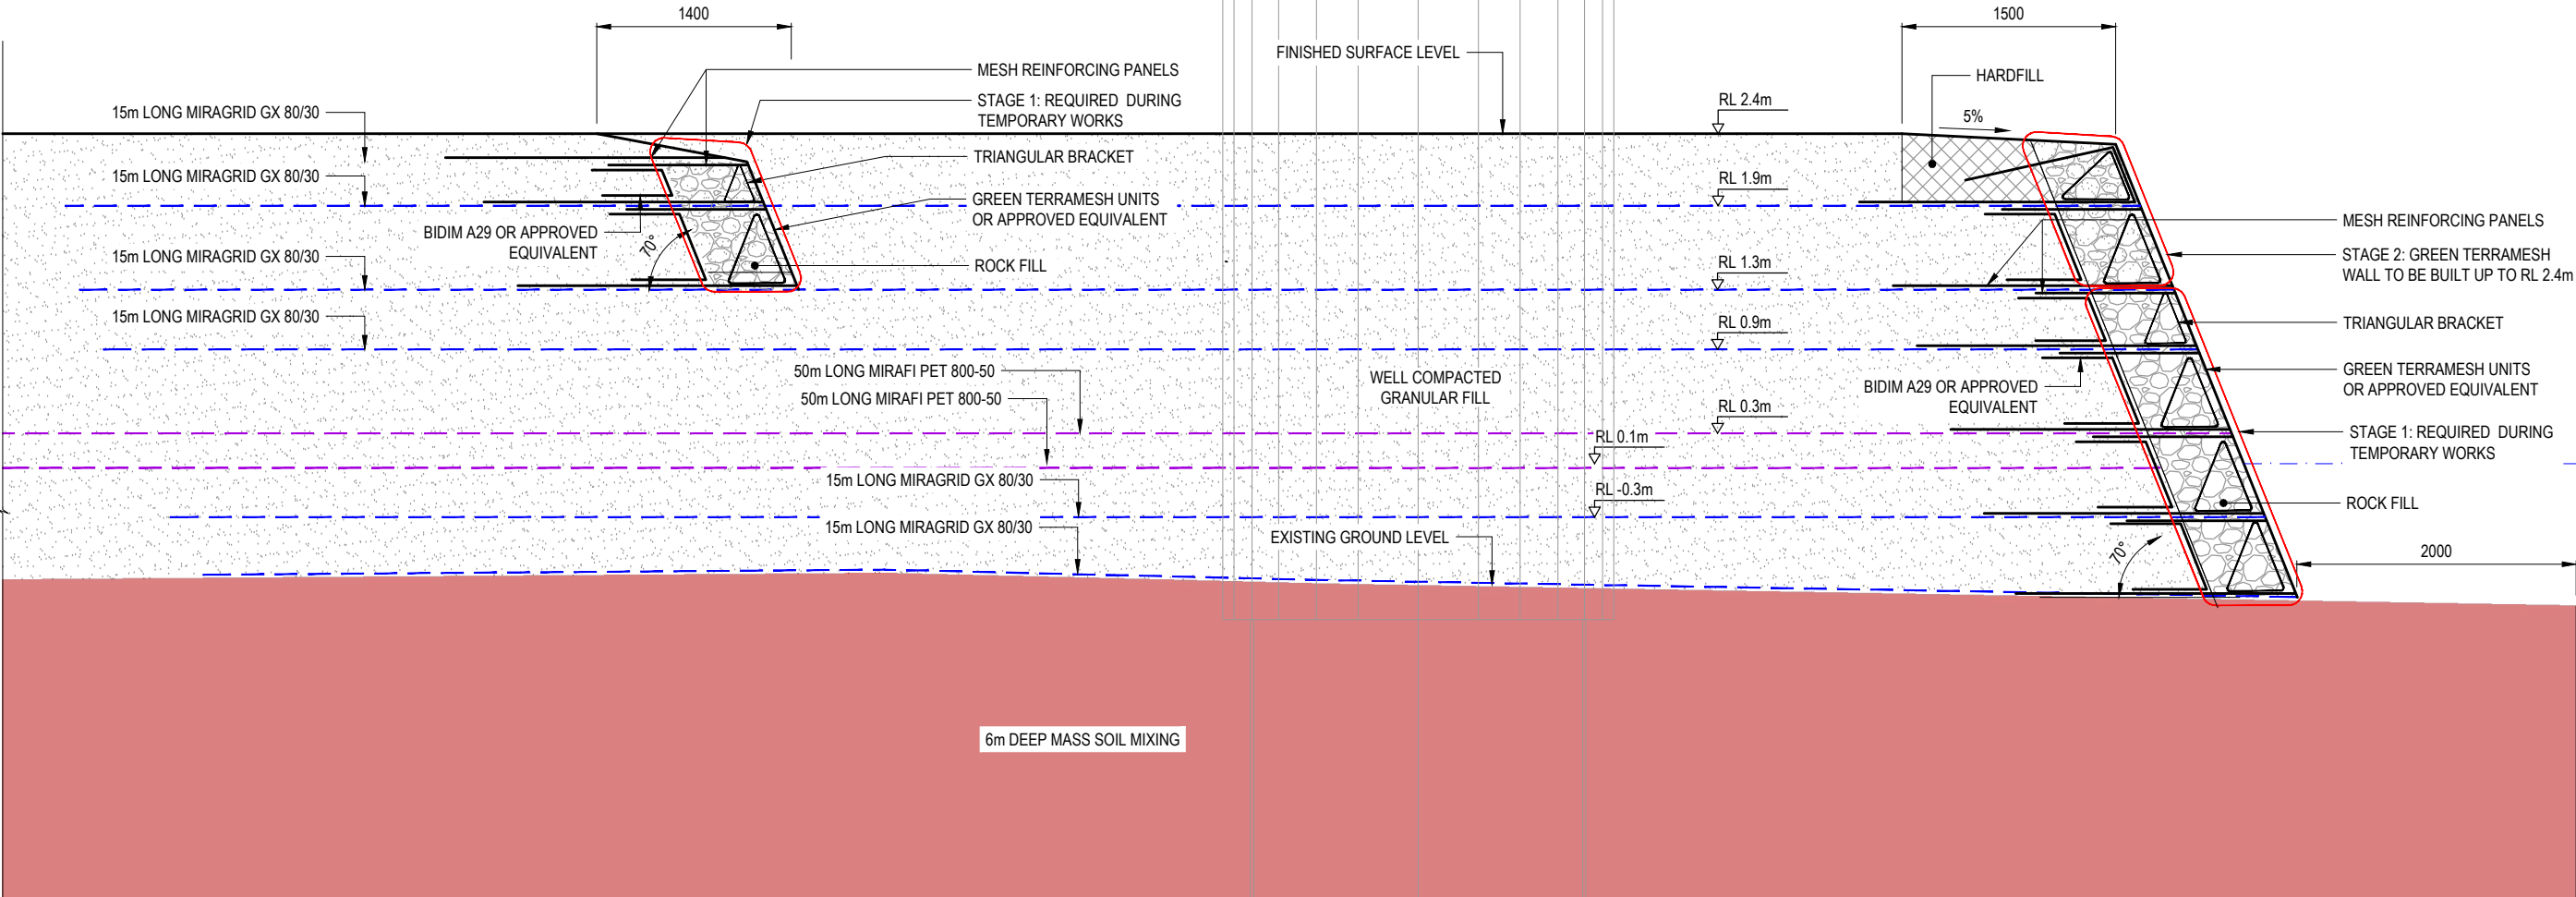 1400
1500
FINISHED SURFACE LEVEL
MESH REINFORCING PANELS
HARDFILL
STAGE 1: REQUIRED DURING
TEMPORARY WORKS
15m LONG MIRAGRID GX 80/30
RL 2.4m
5%
TRIANGULAR BRACKET
15m LONG MIRAGRID GX 80/30
RL 1.9m
GREEN TERRAMESH UNITS
OR APPROVED EQUIVALENT
BIDIM A29 OR APPROVED
EQUIVALENT
70°
MESH REINFORCING PANELS
15m LONG MIRAGRID GX 80/30
ROCK FILL
RL 1.3m
STAGE 2: GREEN TERRAMESH
WALL TO BE BUILT UP TO RL 2.4m
15m LONG MIRAGRID GX 80/30
RL 0.9m
TRIANGULAR BRACKET
50m LONG MIRAFI PET 800-50
WELL COMPACTED
GRANULAR FILL
BIDIM A29 OR APPROVED
EQUIVALENT
GREEN TERRAMESH UNITS
OR APPROVED EQUIVALENT
50m LONG MIRAFI PET 800-50
RL 0.3m
RL 0.1m
STAGE 1: REQUIRED DURING
TEMPORARY WORKS
15m LONG MIRAGRID GX 80/30
RL -0.3m
ROCK FILL
15m LONG MIRAGRID GX 80/30
EXISTING GROUND LEVEL
70°
2000
6m DEEP MASS SOIL MIXING